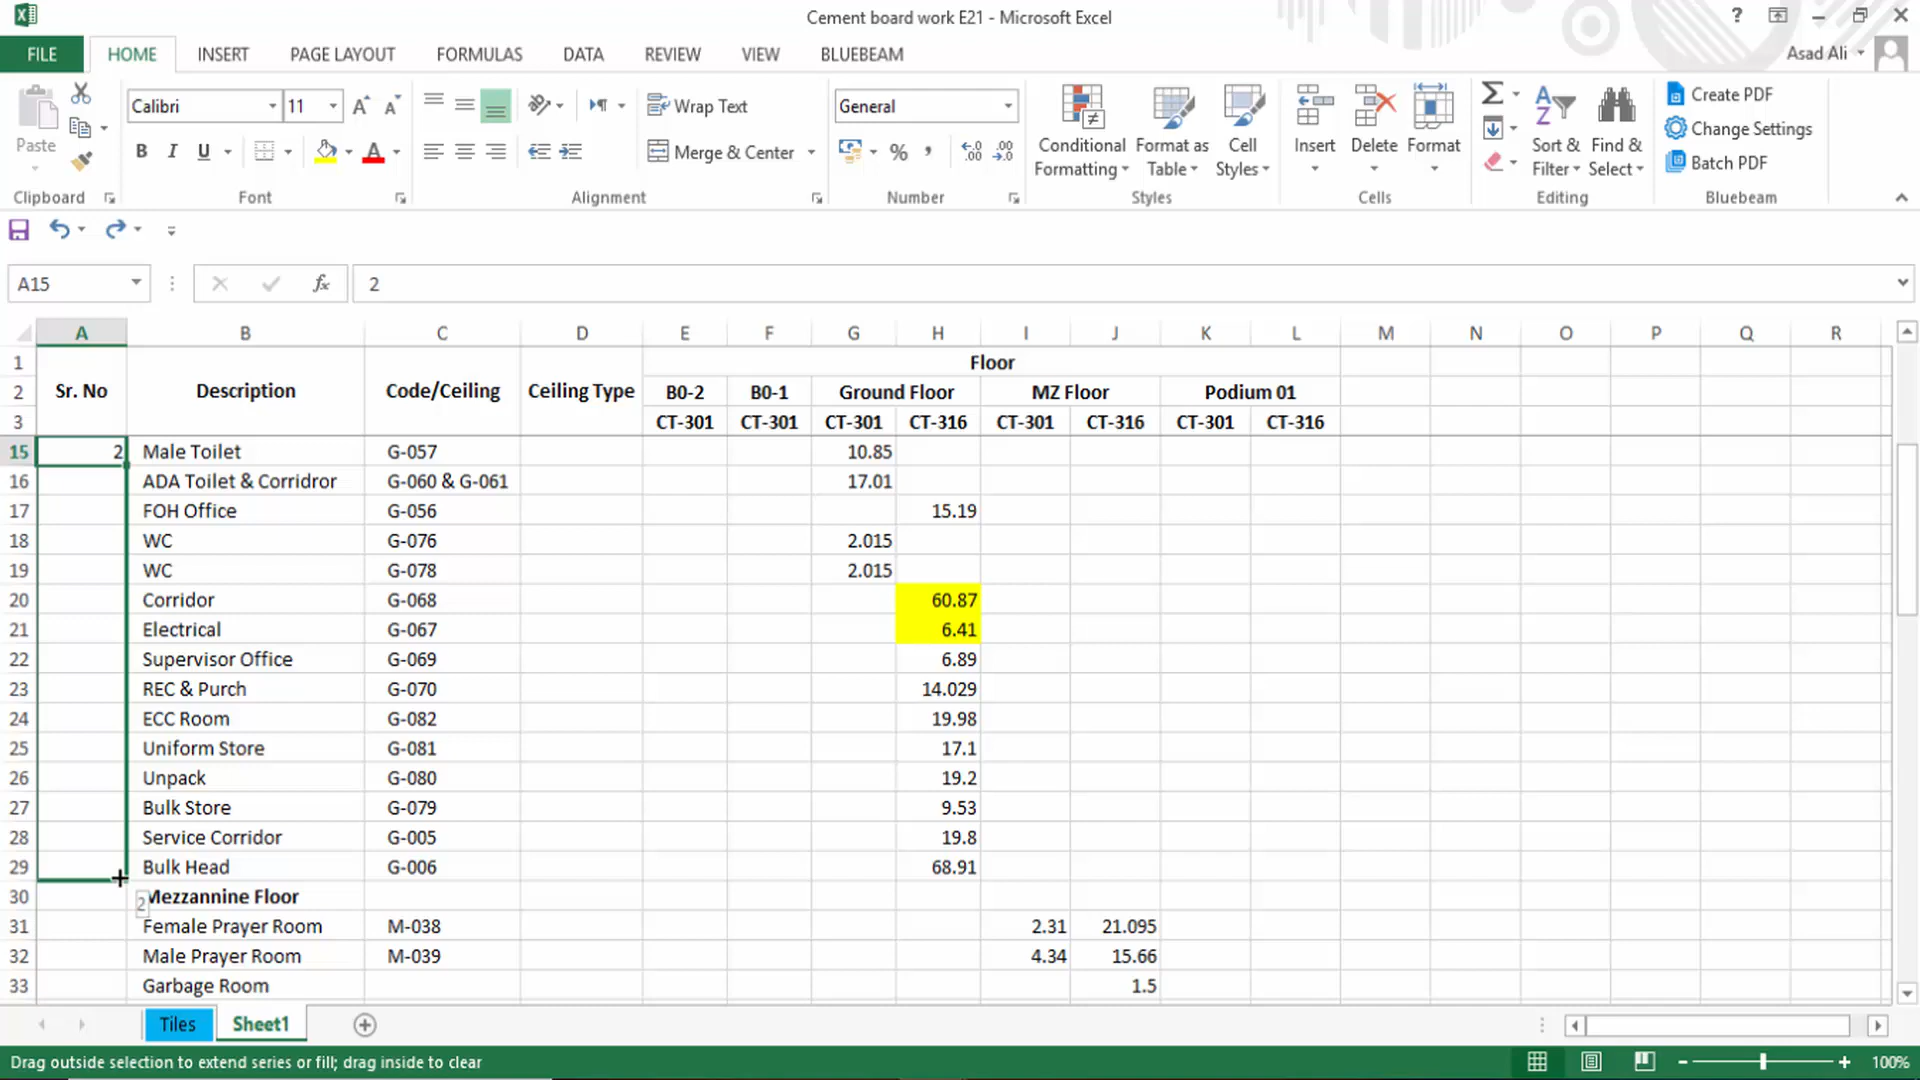 Cement board work E21 - Microsoft Excel
?
FILE HOME INSERT PAGE LAYOUT FORMULAS DATA REVIEW VIEW BLUEBEAM Asad Ali
Paste
Calibri 11
B I U A
Wrap Text
Merge & Center
General
%
Conditional Formatting
Format as Table
Cell Styles
Insert Delete Format
Sort & Filter
Find & Select
Create PDF
Change Settings
Batch PDF
Clipboard Font Alignment Number Styles Cells Editing Bluebeam
A15 fx 2
A B C D E F G H I J K L M N O P Q R
1 Floor
2 Sr. No Description Code/Ceiling Ceiling Type B0-2 B0-1 Ground Floor MZ Floor Podium 01
3 CT-301 CT-301 CT-301 CT-316 CT-301 CT-316 CT-301 CT-316
15 2 Male Toilet G-057 10.85
16 ADA Toilet & Corridror G-060 & G-061 17.01
17 FOH Office G-056 15.19
18 WC G-076 2.015
19 WC G-078 2.015
20 Corridor G-068 60.87
21 Electrical G-067 6.41
22 Supervisor Office G-069 6.89
23 REC & Purch G-070 14.029
24 ECC Room G-082 19.98
25 Uniform Store G-081 17.1
26 Unpack G-080 19.2
27 Bulk Store G-079 9.53
28 Service Corridor G-005 19.8
29 Bulk Head G-006 68.91
30 Mezzannine Floor
2
31 Female Prayer Room M-038 2.31 21.095
32 Male Prayer Room M-039 4.34 15.66
33 Garbage Room 1.5
Tiles Sheet1
Drag outside selection to extend series or fill; drag inside to clear 100%